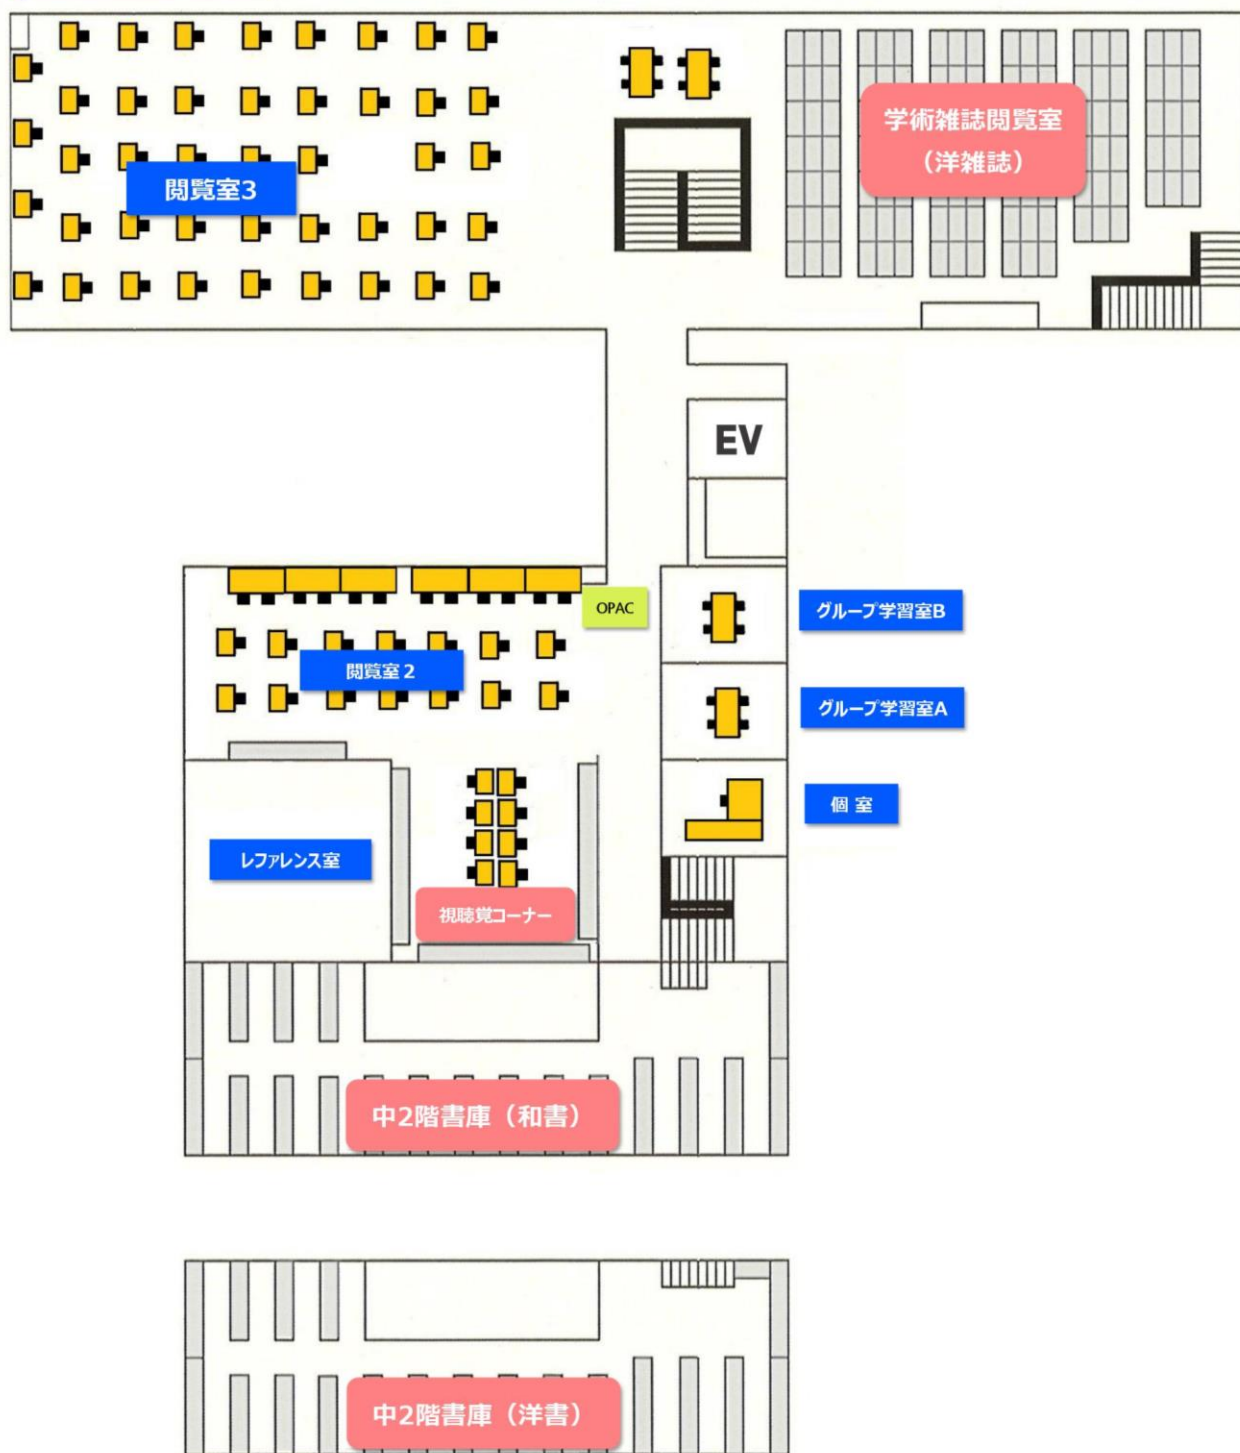 学術雑誌閲覧室
（洋雑誌）
閲覧室3
EV
OPAC
グループ学習室B
閲覧室２
グループ学習室A
個 室
レファレンス室
視聴覚コーナー
中2階書庫（和書）
中2階書庫（洋書）